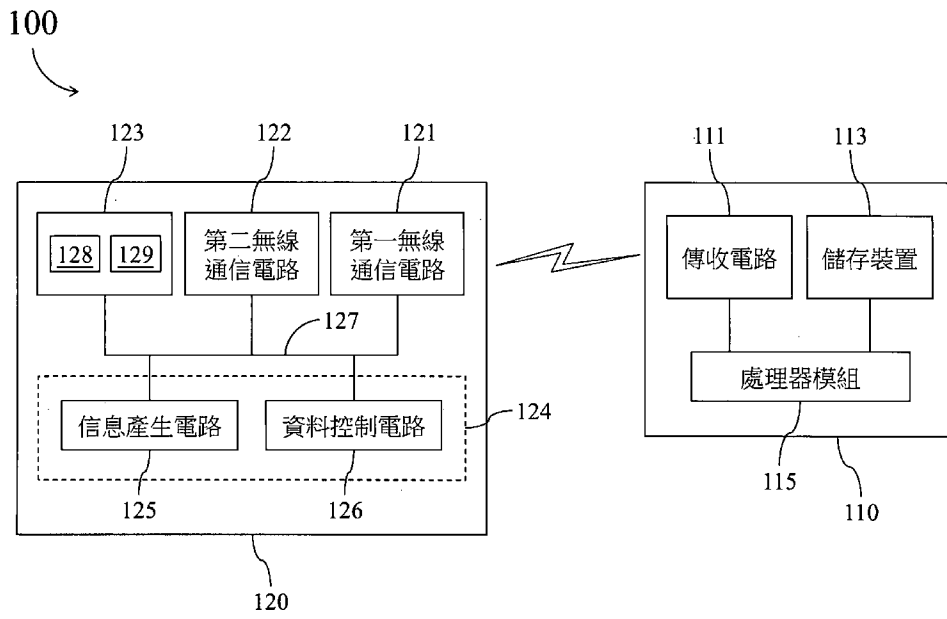 100
123
122
121
111
113
128
129
第二無線
通信電路
第一無線
通信電路
傳收電路
儲存裝置
127
處理器模組
信息產生電路
資料控制電路
124
125
126
115
110
120